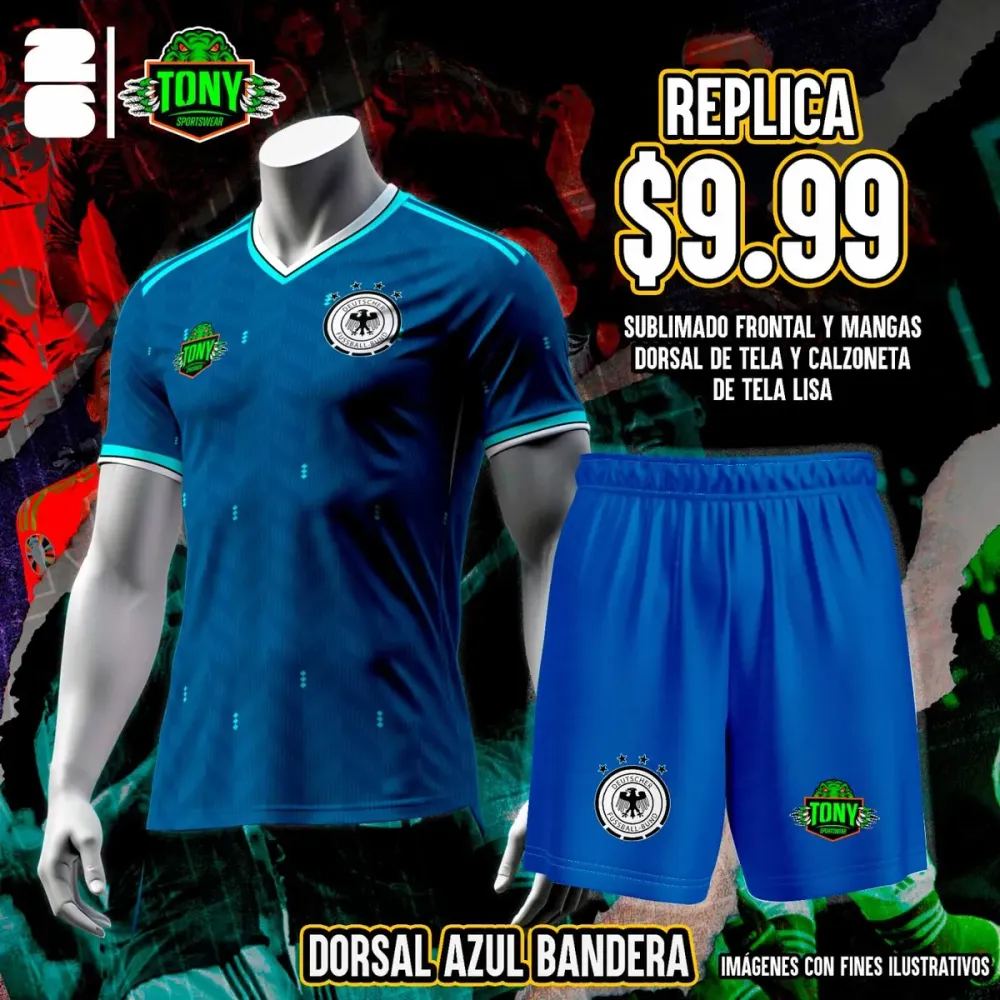 TONY
SPORTSWEAR
REPLICA
$9.99
SUBLIMADO FRONTAL Y MANGAS
DORSAL DE TELA Y CALZONETA
DE TELA LISA
TONY
DEUTSCHER
FUSSBALL-BUND
DEUTSCHER
FUSSBALL-BUND
TONY
SPORTSWEAR
DORSAL AZUL BANDERA
IMÁGENES CON FINES ILUSTRATIVOS